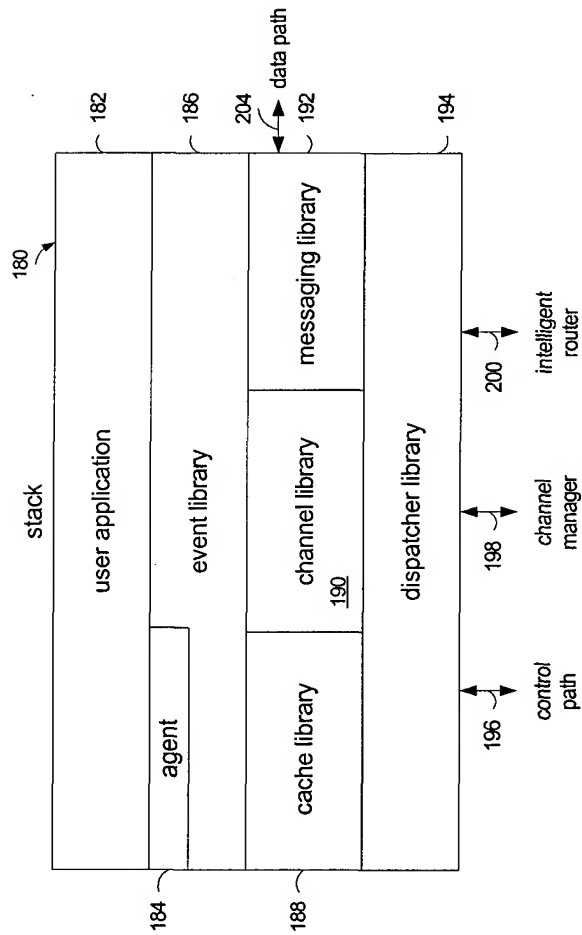 stack
180
user application
182
agent
184
event library
186
204
data path
cache library
188
channel library
190
messaging library
192
dispatcher library
194
196
198
200
control
path
channel
manager
intelligent
router